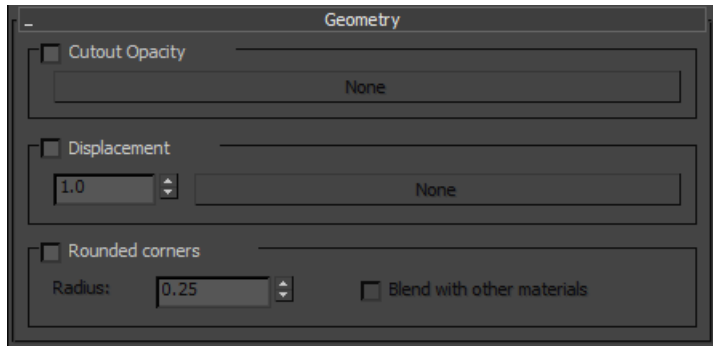 Geometry
Cutout Opacity
None
Displacement
1.0 None
Rounded corners
Radius: 0.25 Blend with other materials